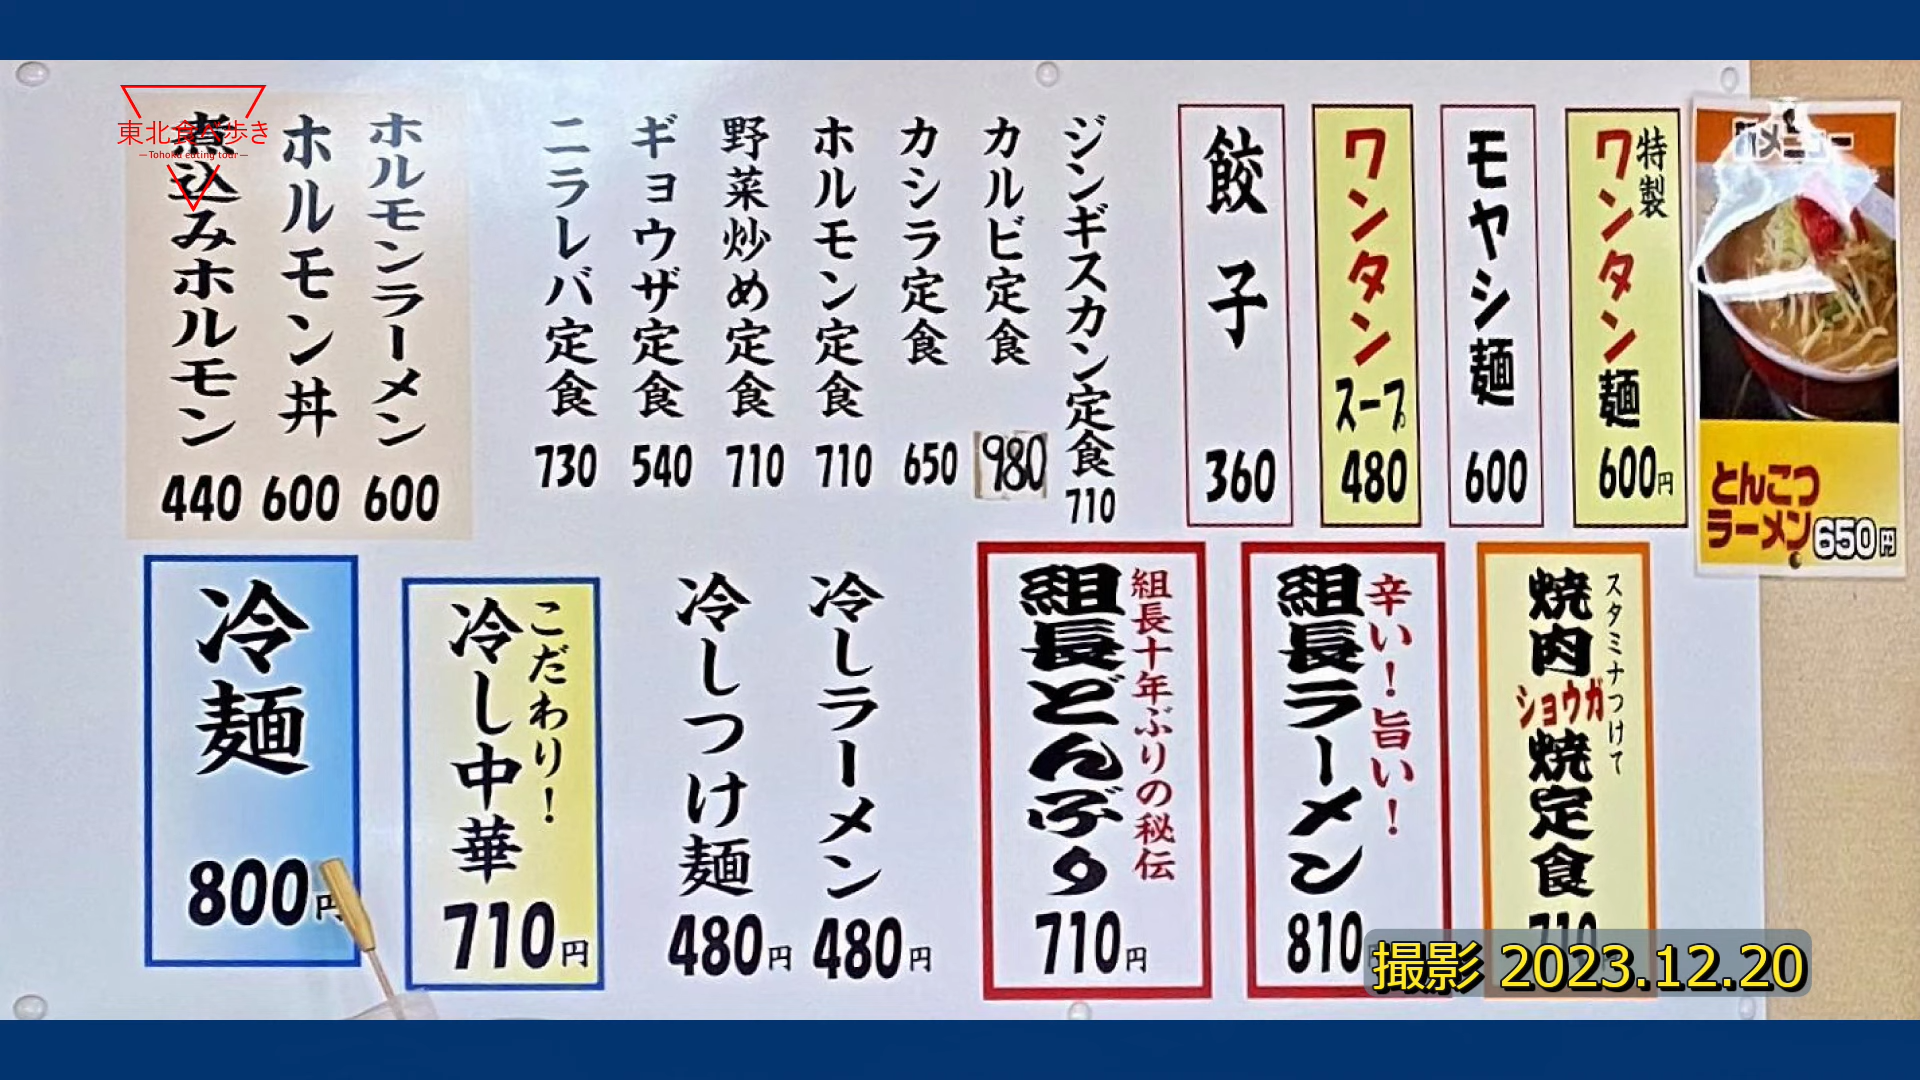 東北食べ歩き
－Tohoku eating tour－
特製
ワンタン麺
600円
モヤシ麺
600
ワンタンスープ
480
餃子
360
ジンギスカン定食
710
カルビ定食
980
カシラ定食
650
ホルモン定食
710
野菜炒め定食
710
ギョウザ定食
540
ニラレバ定食
730
ホルモンラーメン
600
ホルモン丼
600
煮込みホルモン
440
メニュー
とんこつ
ラーメン650円
スタミナつけて
焼肉ショウガ焼定食
710
辛い!旨い!
組長ラーメン
810
組長十年ぶりの秘伝
組長どんぶり
710円
冷しラーメン
480円
冷しつけ麺
480円
こだわり!
冷し中華
710円
冷麺
800円
撮影 2023.12.20